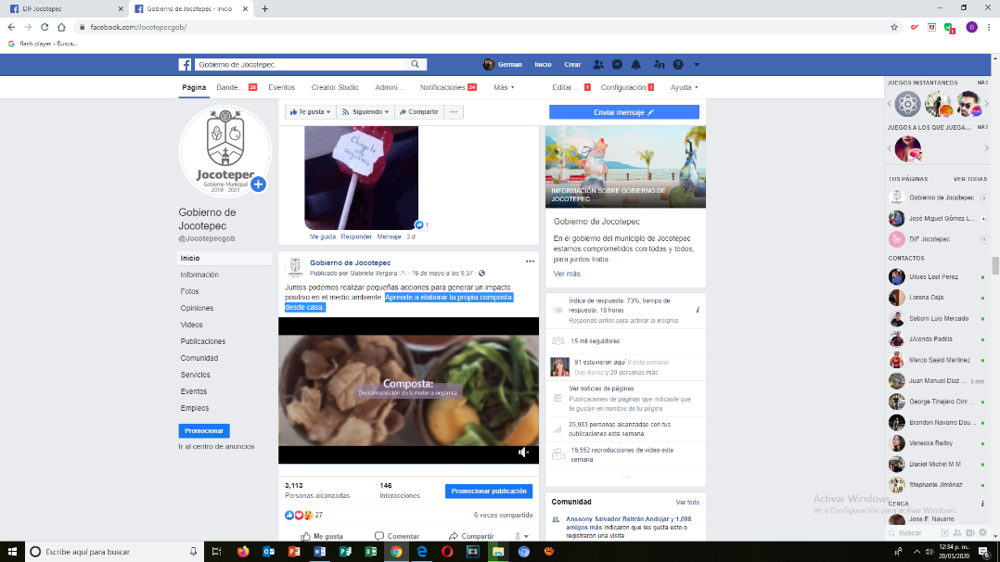 DIF Jocotepec
Gobierno de Jocotepec - Inicio
facebook.com/Jocotepecgob/
flash player - Busca...
Gobierno de Jocotepec
German
Inicio
Crear
Página
Bande...
28
Eventos
Creator Studio
Admini...
Notificaciones
24
Más
Editar ...
1
Configuración
1
Ayuda
Te gusta
Siguiendo
Compartir
Enviar mensaje
Jocotepec
Gobierno Municipal
2018 - 2021
Gobierno de
Jocotepec
@Jocotepecgob
Inicio
Información
Fotos
Opiniones
Videos
Publicaciones
Comunidad
Servicios
Eventos
Empleos
Promocionar
Ir al centro de anuncios
1
Me gusta Responder Mensaje 3 d
Gobierno de Jocotepec
Publicado por Gabriela Vergara [?] · 16 de mayo a las 9:37 ·
Juntos podemos realizar pequeñas acciones para generar un impacto
positivo en el medio ambiente. Aprende a elaborar tu propia composta
desde casa.
Composta:
Descomposición de la materia orgánica.
3,113
Personas alcanzadas
146
Interacciones
Promocionar publicación
27
6 veces compartido
Me gusta
Comentar
Compartir
INFORMACIÓN SOBRE GOBIERNO DE
JOCOTEPEC
Gobierno de Jocotepec
En el gobierno del municipio de Jocotepec
estamos comprometidos con todas y todos,
para juntos traba...
Ver más
Índice de respuesta: 73%, tiempo de
respuesta: 18 horas
Responde antes para activar la insignia
15 mil seguidores
91 estuvieron aquí 0 esta semana
Day Barez y 29 personas más
Ver noticias de páginas
Publicaciones de páginas que indicaste que
te gustan en nombre de tu página
25,983 personas alcanzadas con tus
publicaciones esta semana
16,552 reproducciones de video esta
semana
Comunidad
Ver todo
Anssony Salvador Beltrán Andújar y 1,098
amigos más indicaron que les gusta esto o
registraron una visita
JUEGOS INSTANTÁNEOS
MÁS
JUEGOS A LOS QUE JUEGA...
MÁS
TUS PÁGINAS
VER TODAS
Gobierno de Jocotepec
0
José Miguel Gómez L...
4
DIF Jocotepec
0
CONTACTOS
Ulises Leal Perez
Lorena Ceja
Sabom Luis Mercado
JAlondo Padilla
Marco Saaid Martinez
Juan Manuel Diaz ...
3 min
George Tinajero Oinr...
Brandon Navarro Dou...
Vanessa Badoy
Daniel Michel M M
Stephanie Jiménez
CERCA
Jose E. Navarro
Buscar
Activar Windows
Ve a Configuración para activar Windows.
Escribe aquí para buscar
12:34 p. m.
20/05/2020
6